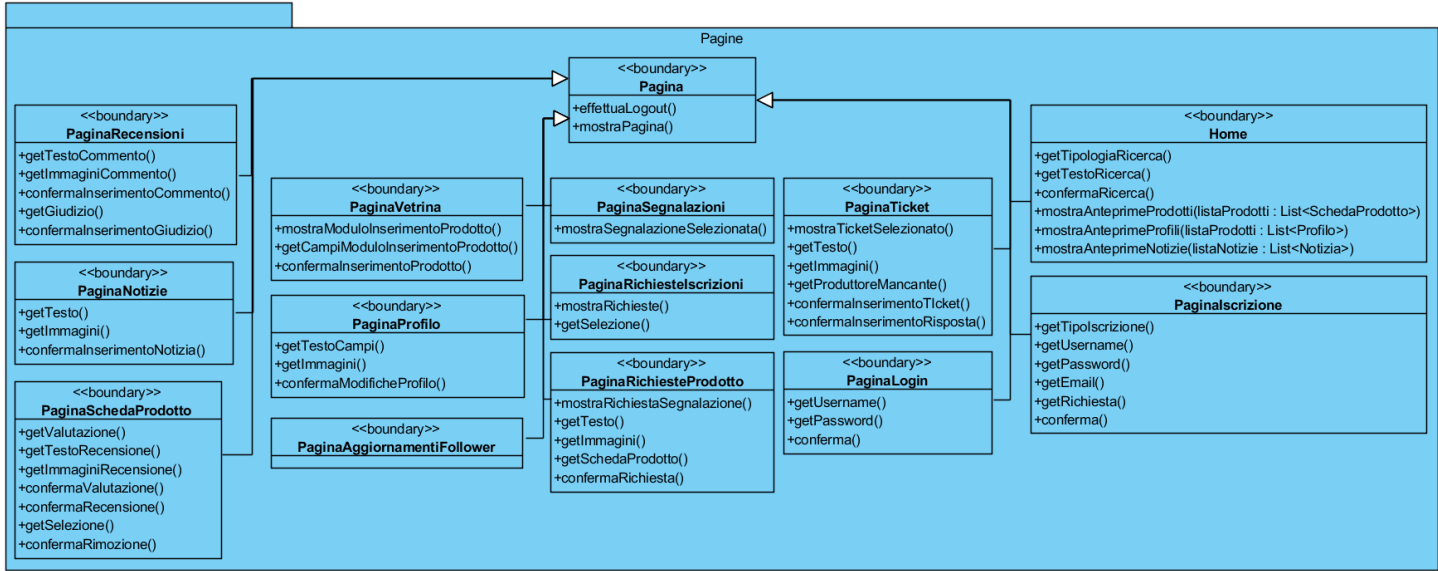 Pagine
<<boundary>>
Pagina
+effettuaLogout()
+mostraPagina()
<<boundary>>
PaginaRecensioni
+getTestoCommento()
+getImmaginiCommento()
+confermaInserimentoCommento()
+getGiudizio()
+confermaInserimentoGiudizio()
<<boundary>>
PaginaNotizie
+getTesto()
+getImmagini()
+confermaInserimentoNotizia()
<<boundary>>
PaginaSchedaProdotto
+getValutazione()
+getTestoRecensione()
+getImmaginiRecensione()
+confermaValutazione()
+confermaRecensione()
+getSelezione()
+confermaRimozione()
<<boundary>>
PaginaVetrina
+mostraModuloInserimentoProdotto()
+getCampiModuloInserimentoProdotto()
+confermaInserimentoProdotto()
<<boundary>>
PaginaProfilo
+getTestoCampi()
+getImmagini()
+confermaModificheProfilo()
<<boundary>>
PaginaAggiornamentiFollower
<<boundary>>
PaginaSegnalazioni
+mostraSegnalazioneSelezionata()
<<boundary>>
PaginaRichiesteIscrizioni
+mostraRichieste()
+getSelezione()
<<boundary>>
PaginaRichiesteProdotto
+mostraRichiestaSegnalazione()
+getTesto()
+getImmagini()
+getSchedaProdotto()
+confermaRichiesta()
<<boundary>>
PaginaTicket
+mostraTicketSelezionato()
+getTesto()
+getImmagini()
+getProduttoreMancante()
+confermaInserimentoTIcket()
+confermaInserimentoRisposta()
<<boundary>>
PaginaLogin
+getUsername()
+getPassword()
+conferma()
<<boundary>>
Home
+getTipologiaRicerca()
+getTestoRicerca()
+confermaRicerca()
+mostraAnteprimeProdotti(listaProdotti : List<SchedaProdotto>)
+mostraAnteprimeProfili(listaProdotti : List<Profilo>)
+mostraAnteprimeNotizie(listaNotizie : List<Notizia>)
<<boundary>>
PaginaIscrizione
+getTipoIscrizione()
+getUsername()
+getPassword()
+getEmail()
+getRichiesta()
+conferma()